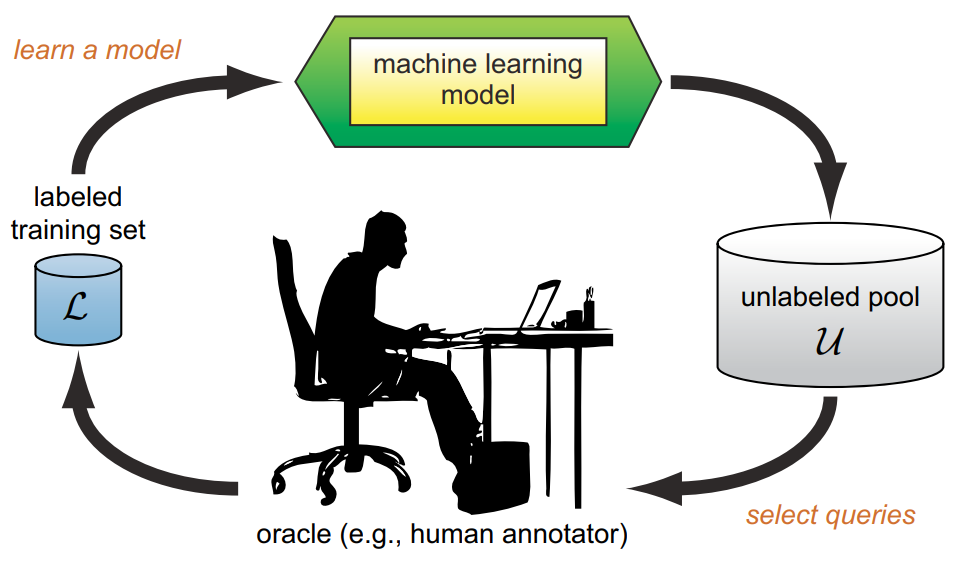 learn a model
machine learning
model
labeled
training set
ℒ
unlabeled pool
𝒰
select queries
oracle (e.g., human annotator)